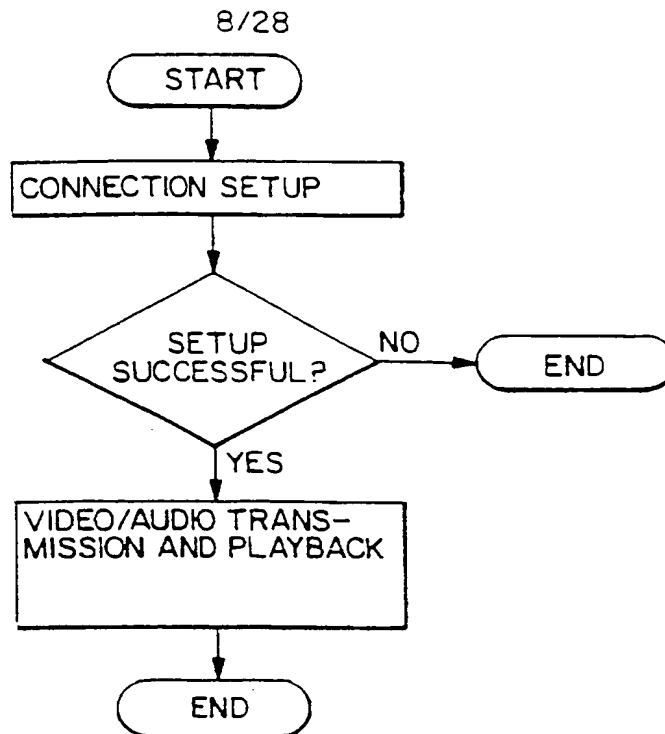 8/28
START
CONNECTION SETUP
SETUP
SUCCESSFUL?
NO
END
YES
VIDEO/AUDIO TRANS-
MISSION AND PLAYBACK
END